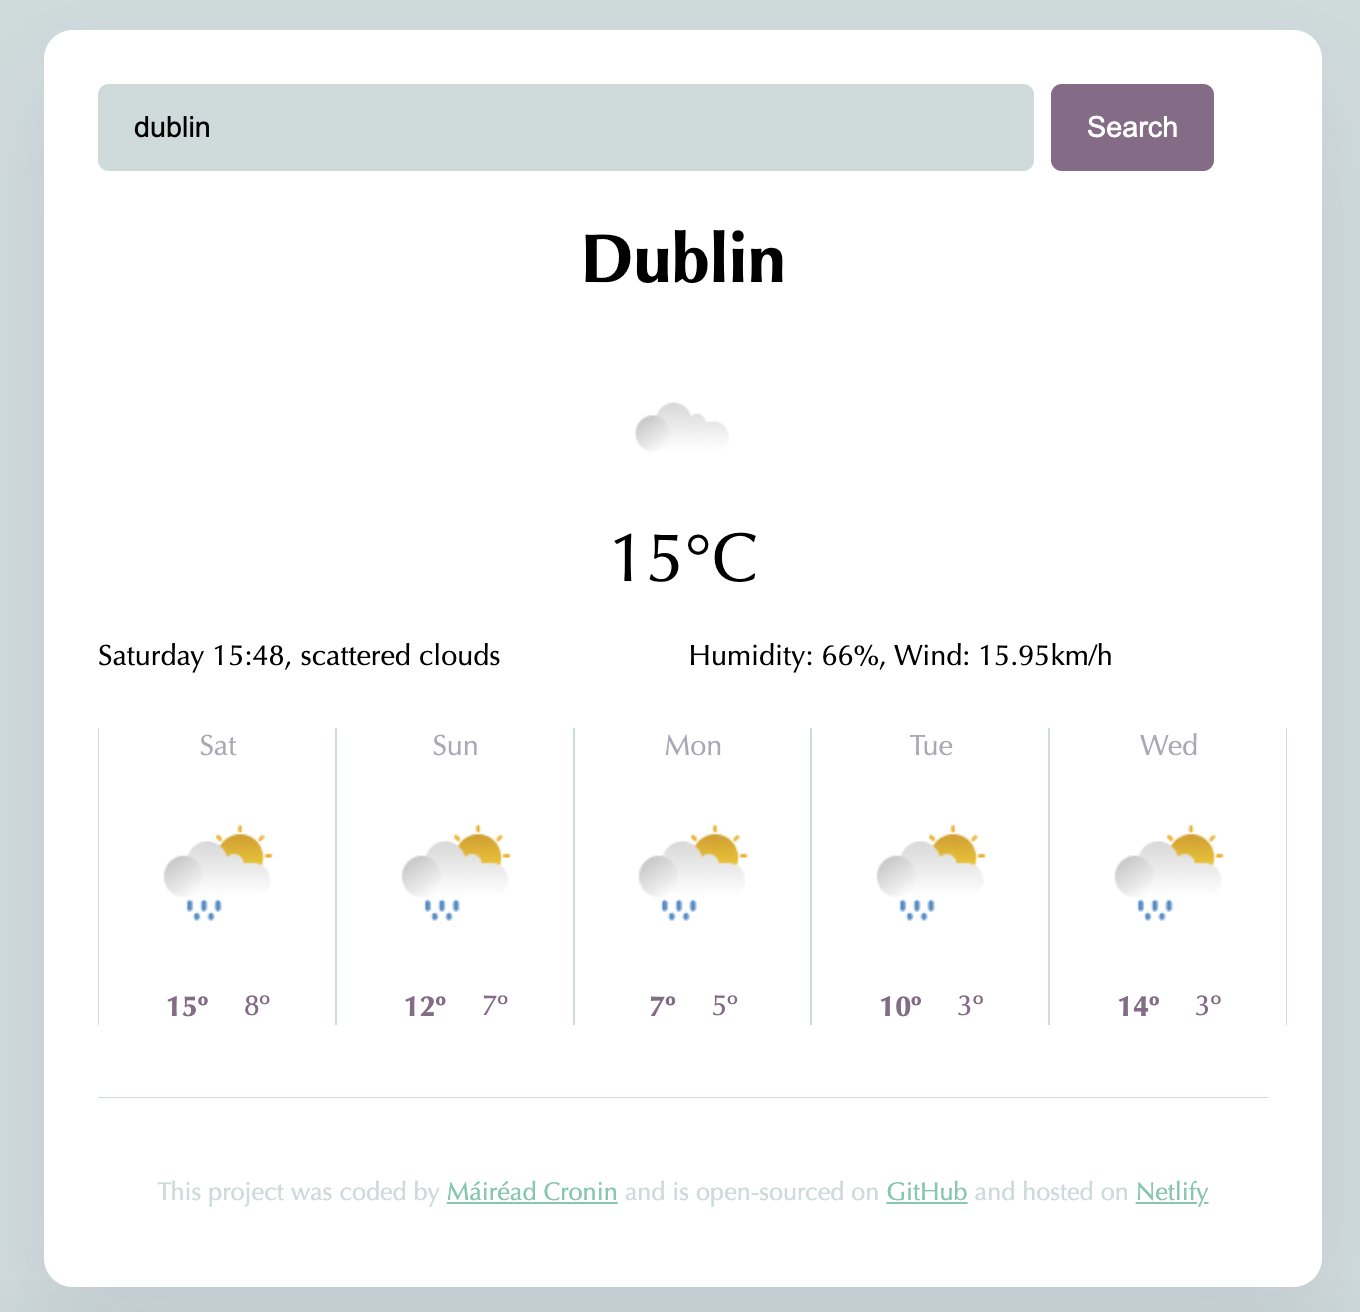 dublin
Search
Dublin
15°C
Saturday 15:48, scattered clouds
Humidity: 66%, Wind: 15.95km/h
Sat
Sun
Mon
Tue
Wed
15º 8º
12º 7º
7º 5º
10º 3º
14º 3º
This project was coded by Máiréad Cronin and is open-sourced on GitHub and hosted on Netlify